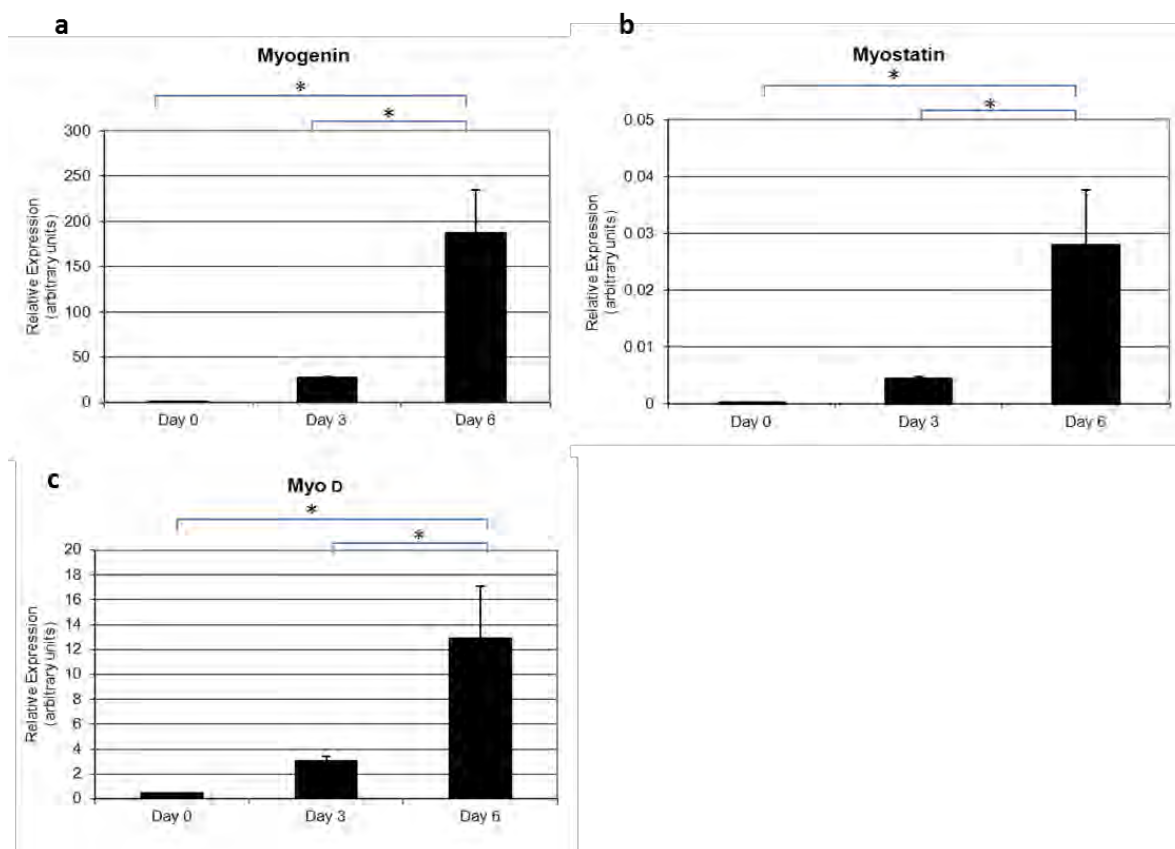 a
Myogenin
*
*
300
250
200
150
100
50
0
Relative Expression
(arbitrary units)
Day 0 Day 3 Day 6
b
Myostatin
*
*
0.05
0.04
0.03
0.02
0.01
0
Relative Expression
(arbitrary units)
Day 0 Day 3 Day 6
c
Myo D
*
*
20
18
16
14
12
10
8
6
4
2
0
Relative Expression
(arbitrary units)
Day 0 Day 3 Day 6